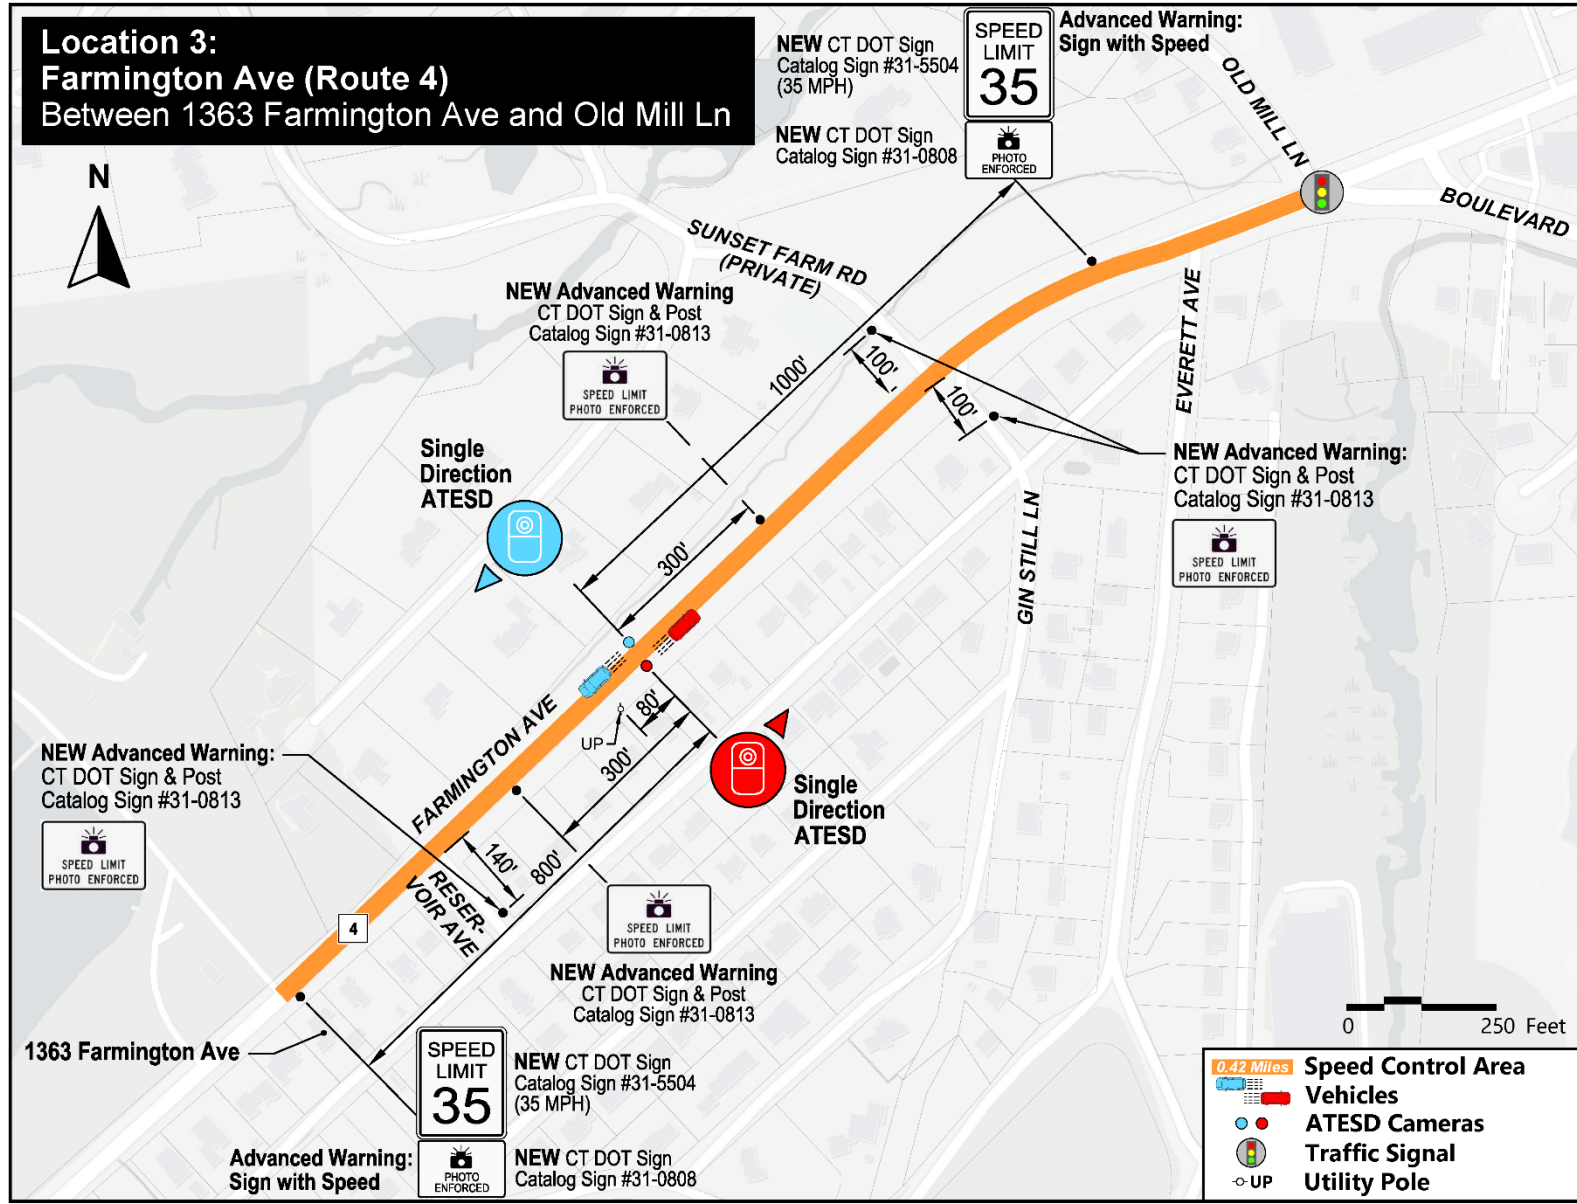 Location 3:
Farmington Ave (Route 4)
Between 1363 Farmington Ave and Old Mill Ln
N
NEW CT DOT Sign
Catalog Sign #31-5504
(35 MPH)
NEW CT DOT Sign
Catalog Sign #31-0808
SPEED
LIMIT
35
PHOTO
ENFORCED
Advanced Warning:
Sign with Speed
OLD MILL LN
BOULEVARD
SUNSET FARM RD
(PRIVATE)
EVERETT AVE
NEW Advanced Warning
CT DOT Sign & Post
Catalog Sign #31-0813
SPEED LIMIT
PHOTO ENFORCED
1000'
100'
100'
NEW Advanced Warning:
CT DOT Sign & Post
Catalog Sign #31-0813
SPEED LIMIT
PHOTO ENFORCED
Single
Direction
ATESD
300'
GIN STILL LN
FARMINGTON AVE
UP
80'
300'
800'
140'
Single
Direction
ATESD
NEW Advanced Warning:
CT DOT Sign & Post
Catalog Sign #31-0813
SPEED LIMIT
PHOTO ENFORCED
RESER-
VOIR AVE
4
SPEED LIMIT
PHOTO ENFORCED
NEW Advanced Warning
CT DOT Sign & Post
Catalog Sign #31-0813
1363 Farmington Ave
SPEED
LIMIT
35
PHOTO
ENFORCED
NEW CT DOT Sign
Catalog Sign #31-5504
(35 MPH)
Advanced Warning:
Sign with Speed
NEW CT DOT Sign
Catalog Sign #31-0808
0 250 Feet
0.42 Miles Speed Control Area
Vehicles
ATESD Cameras
Traffic Signal
UP Utility Pole